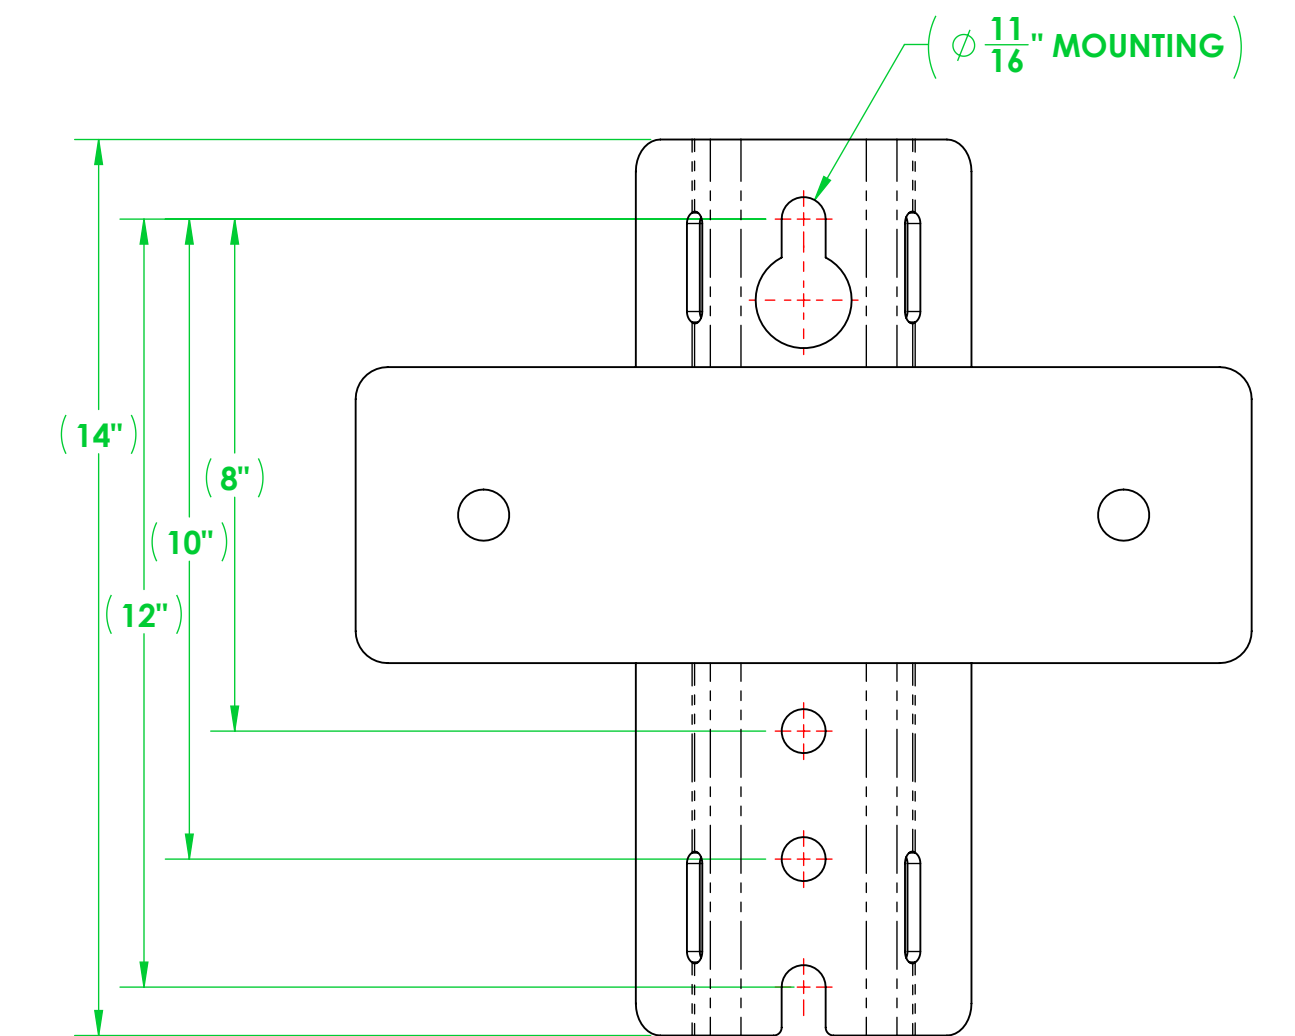 ( ⌀ 11/16" MOUNTING )
( 14" )
( 8" )
( 10" )
( 12" )